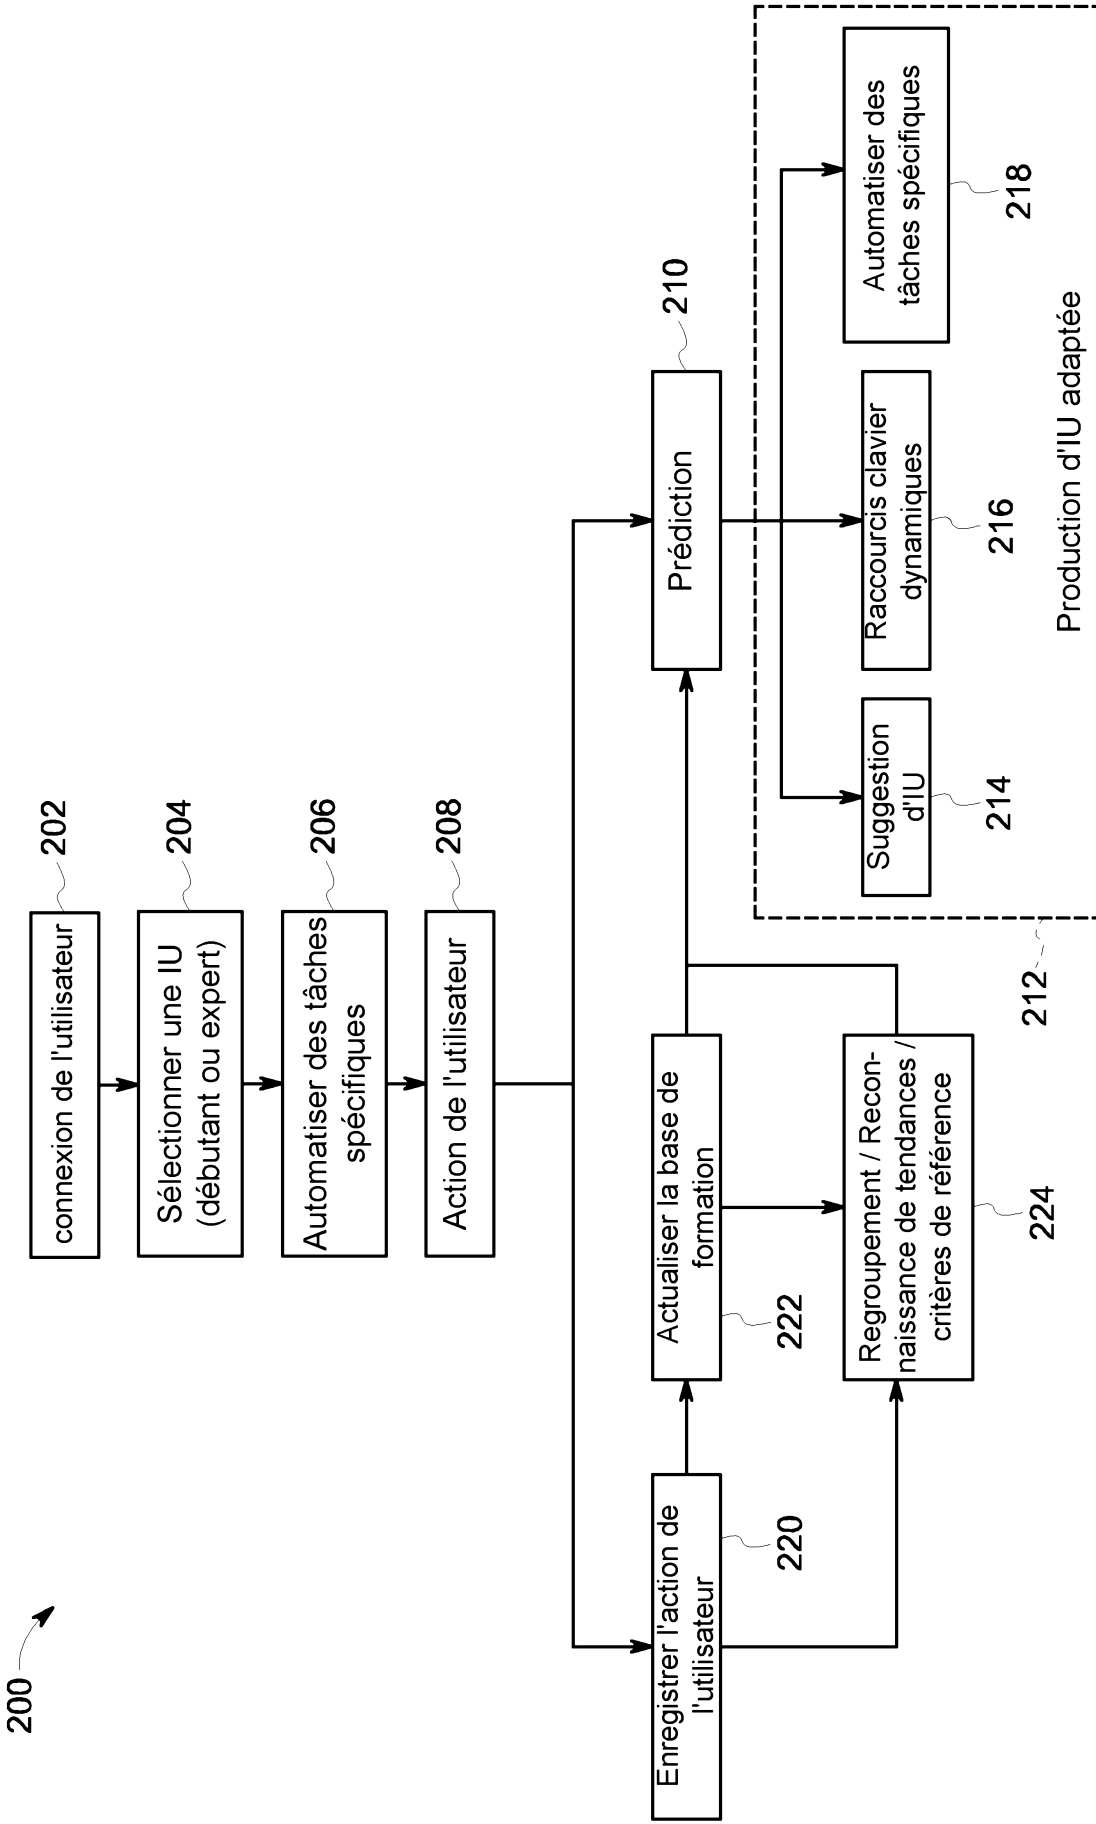 200
connexion de l'utilisateur
202
Sélectionner une IU
(débutant ou expert)
204
Automatiser des tâches
spécifiques
206
Action de l'utilisateur
208
Enregistrer l'action de
l'utilisateur
220
Actualiser la base de
formation
222
Prédiction
210
Regroupement / Recon-
naissance de tendances /
critères de référence
224
Suggestion
d'IU
214
Raccourcis clavier
dynamiques
216
Automatiser des
tâches spécifiques
218
212
Production d'IU adaptée